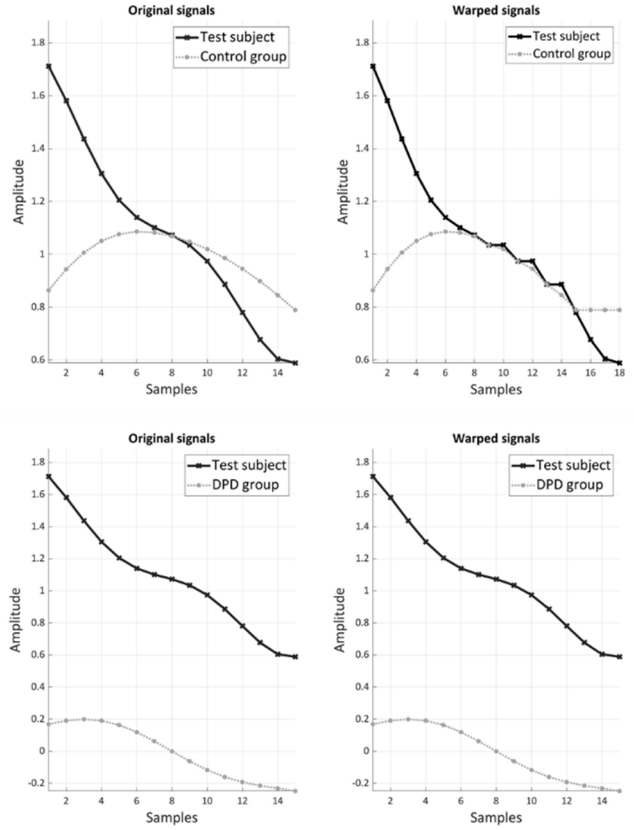 Original signals
Test subject
Control group
Amplitude
1.8
1.6
1.4
1.2
1
0.8
0.6
2 4 6 8 10 12 14
Samples
Warped signals
Test subject
Control group
Amplitude
1.8
1.6
1.4
1.2
1
0.8
0.6
2 4 6 8 10 12 14 16 18
Samples
Original signals
Test subject
DPD group
Amplitude
1.8
1.6
1.4
1.2
1
0.8
0.6
0.4
0.2
0
-0.2
2 4 6 8 10 12 14
Samples
Warped signals
Test subject
DPD group
Amplitude
1.8
1.6
1.4
1.2
1
0.8
0.6
0.4
0.2
0
-0.2
2 4 6 8 10 12 14
Samples